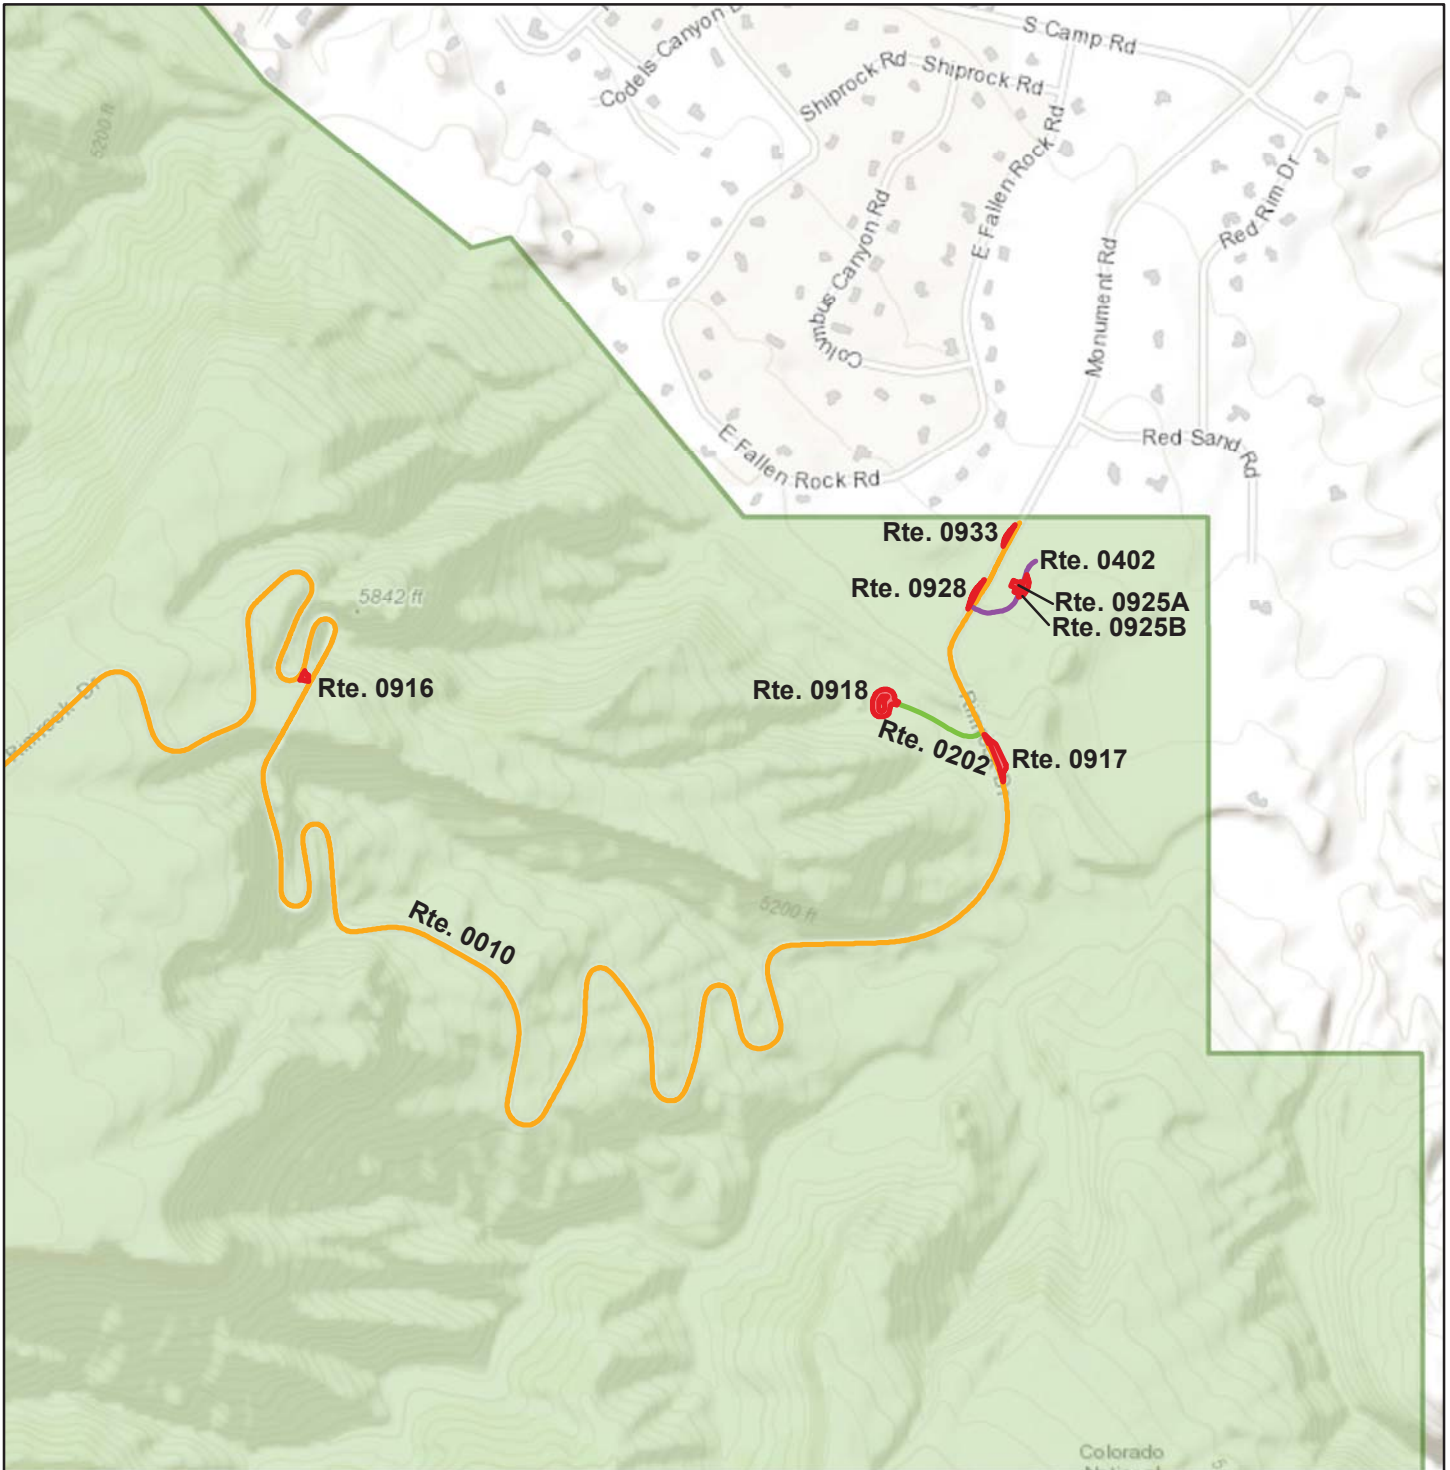 Codels Canyon D
S Camp Rd
Shiprock Rd
Shiprock Rd
5200 ft
E Fallen Rock Rd
Red Rim Dr
Columbus Canyon Rd
Monument Rd
E Fallen Rock Rd
Red Sand Rd
Rte. 0933
Rte. 0402
Rte. 0928
5842 ft
Rte. 0925A
Rte. 0925B
Rimrock Dr
Rte. 0916
Rte. 0918
Rte. 0202
Rte. 0917
5200 ft
Rte. 0010
Colorado